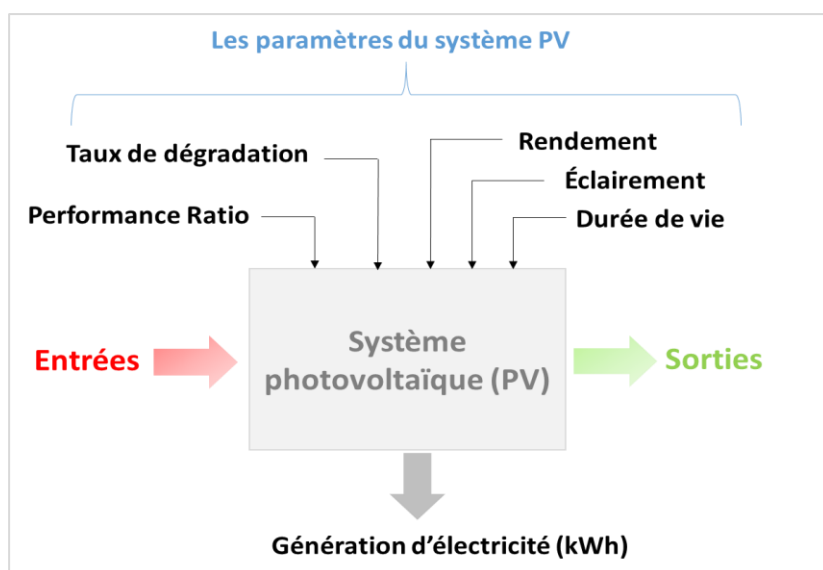 Les paramètres du système PV
Taux de dégradation
Rendement
Éclairement
Performance Ratio
Durée de vie
Entrées
Système
photovoltaïque (PV)
Sorties
Génération d’électricité (kWh)